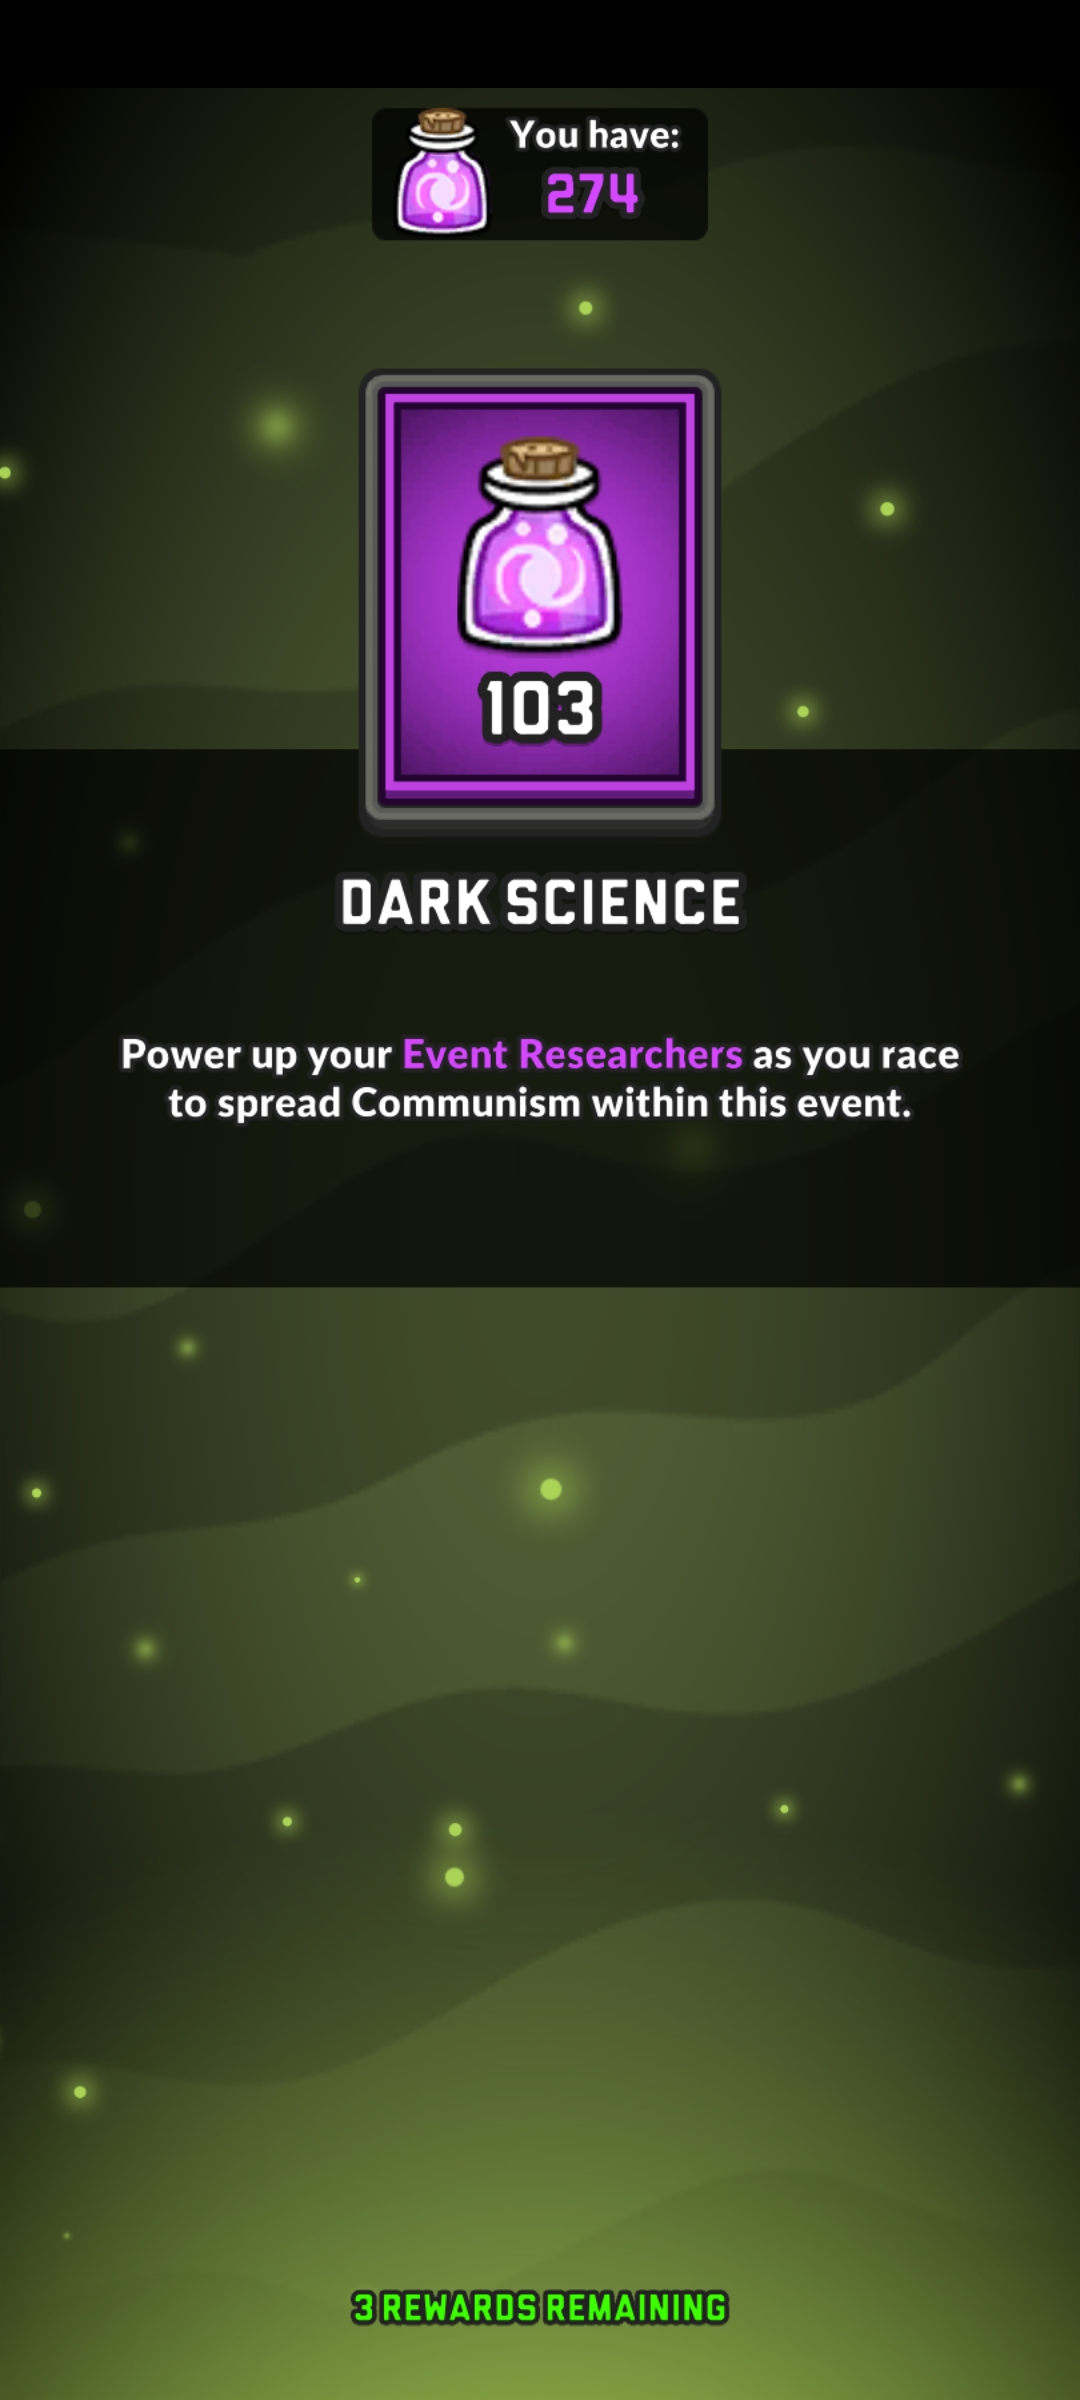 You have:
274
103
DARK SCIENCE
Power up your Event Researchers as you race
to spread Communism within this event.
3 REWARDS REMAINING